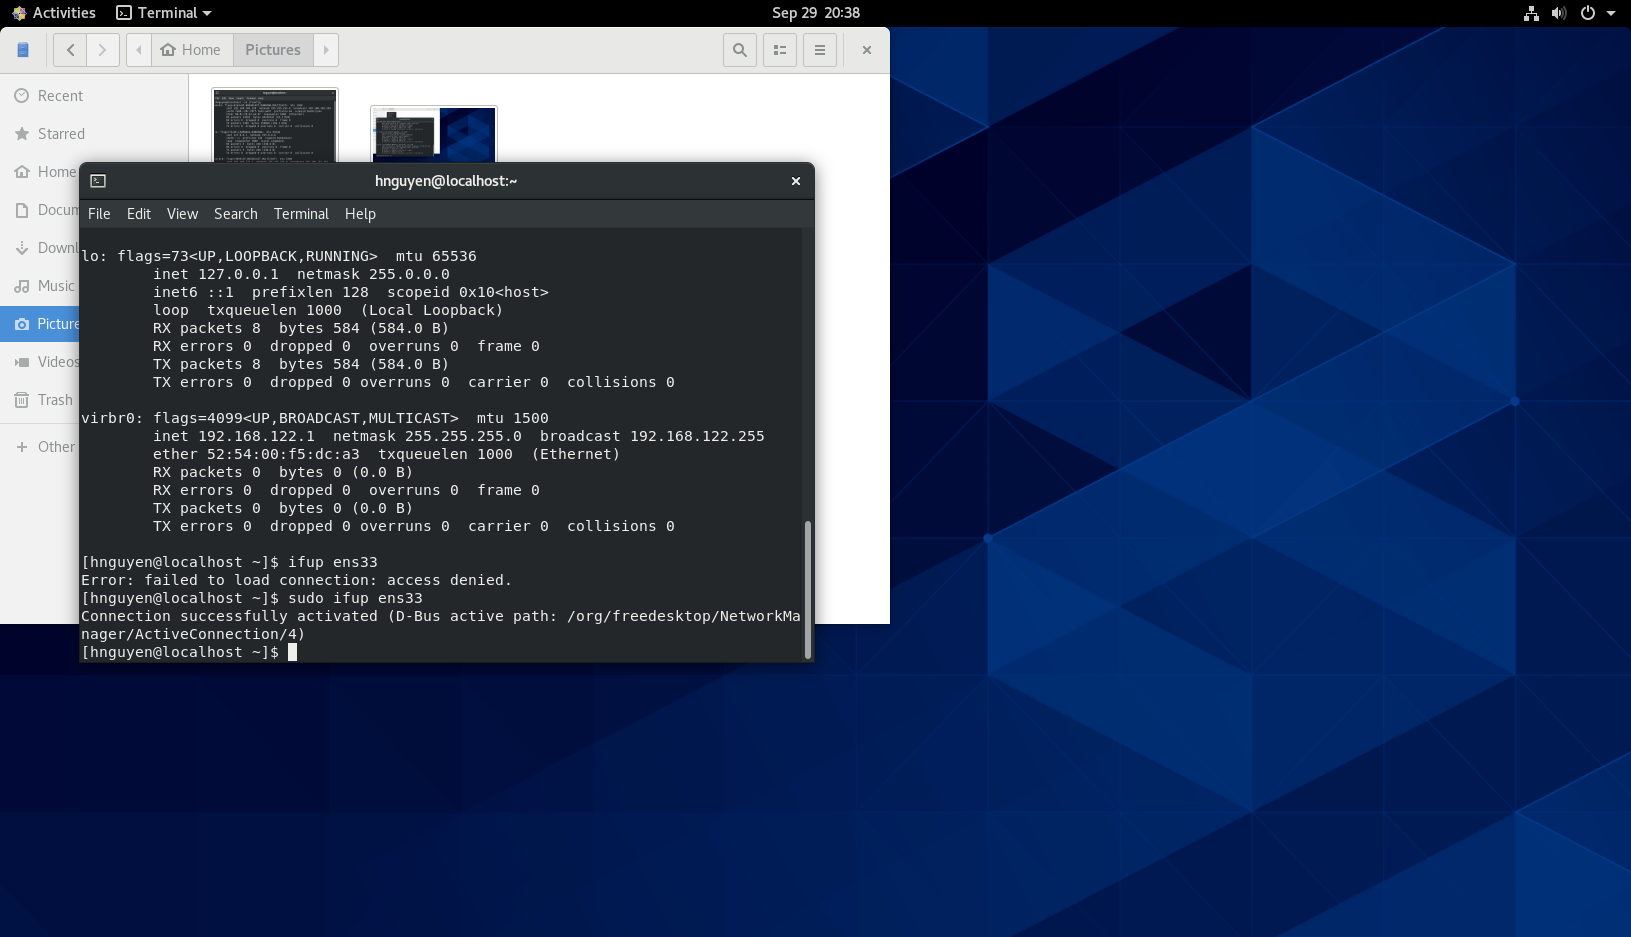 Activities
Terminal
Sep 29 20:38
Home
Pictures
Recent
Starred
Home
Docum
Downl
Music
Picture
Videos
Trash
Other
hnguyen@localhost:~
File Edit View Search Terminal Help
lo: flags=73<UP,LOOPBACK,RUNNING>  mtu 65536
        inet 127.0.0.1  netmask 255.0.0.0
        inet6 ::1  prefixlen 128  scopeid 0x10<host>
        loop  txqueuelen 1000  (Local Loopback)
        RX packets 8  bytes 584 (584.0 B)
        RX errors 0  dropped 0  overruns 0  frame 0
        TX packets 8  bytes 584 (584.0 B)
        TX errors 0  dropped 0 overruns 0  carrier 0  collisions 0
virbr0: flags=4099<UP,BROADCAST,MULTICAST>  mtu 1500
        inet 192.168.122.1  netmask 255.255.255.0  broadcast 192.168.122.255
        ether 52:54:00:f5:dc:a3  txqueuelen 1000  (Ethernet)
        RX packets 0  bytes 0 (0.0 B)
        RX errors 0  dropped 0  overruns 0  frame 0
        TX packets 0  bytes 0 (0.0 B)
        TX errors 0  dropped 0 overruns 0  carrier 0  collisions 0
[hnguyen@localhost ~]$ ifup ens33
Error: failed to load connection: access denied.
[hnguyen@localhost ~]$ sudo ifup ens33
Connection successfully activated (D-Bus active path: /org/freedesktop/NetworkMa
nager/ActiveConnection/4)
[hnguyen@localhost ~]$